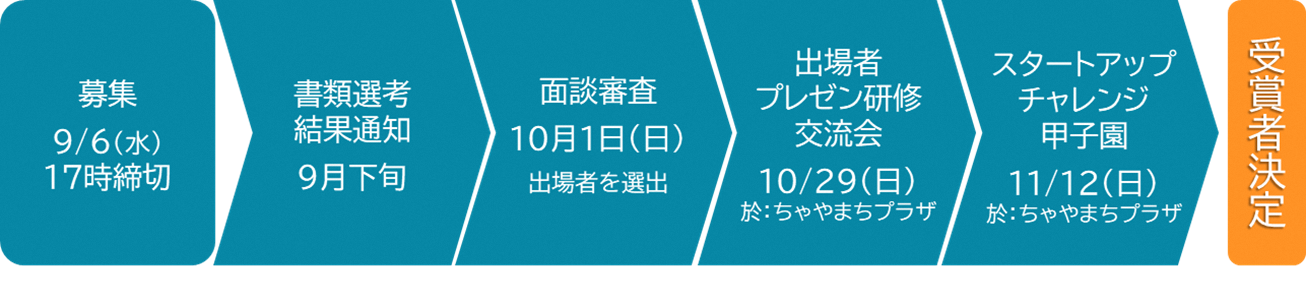 募集
9/6(水)
17時締切
書類選考
結果通知
9月下旬
面談審査
10月1日(日)
出場者を選出
出場者
プレゼン研修
交流会
10/29(日)
於:ちゃやまちプラザ
スタートアップ
チャレンジ
甲子園
11/12(日)
於:ちゃやまちプラザ
受賞者決定